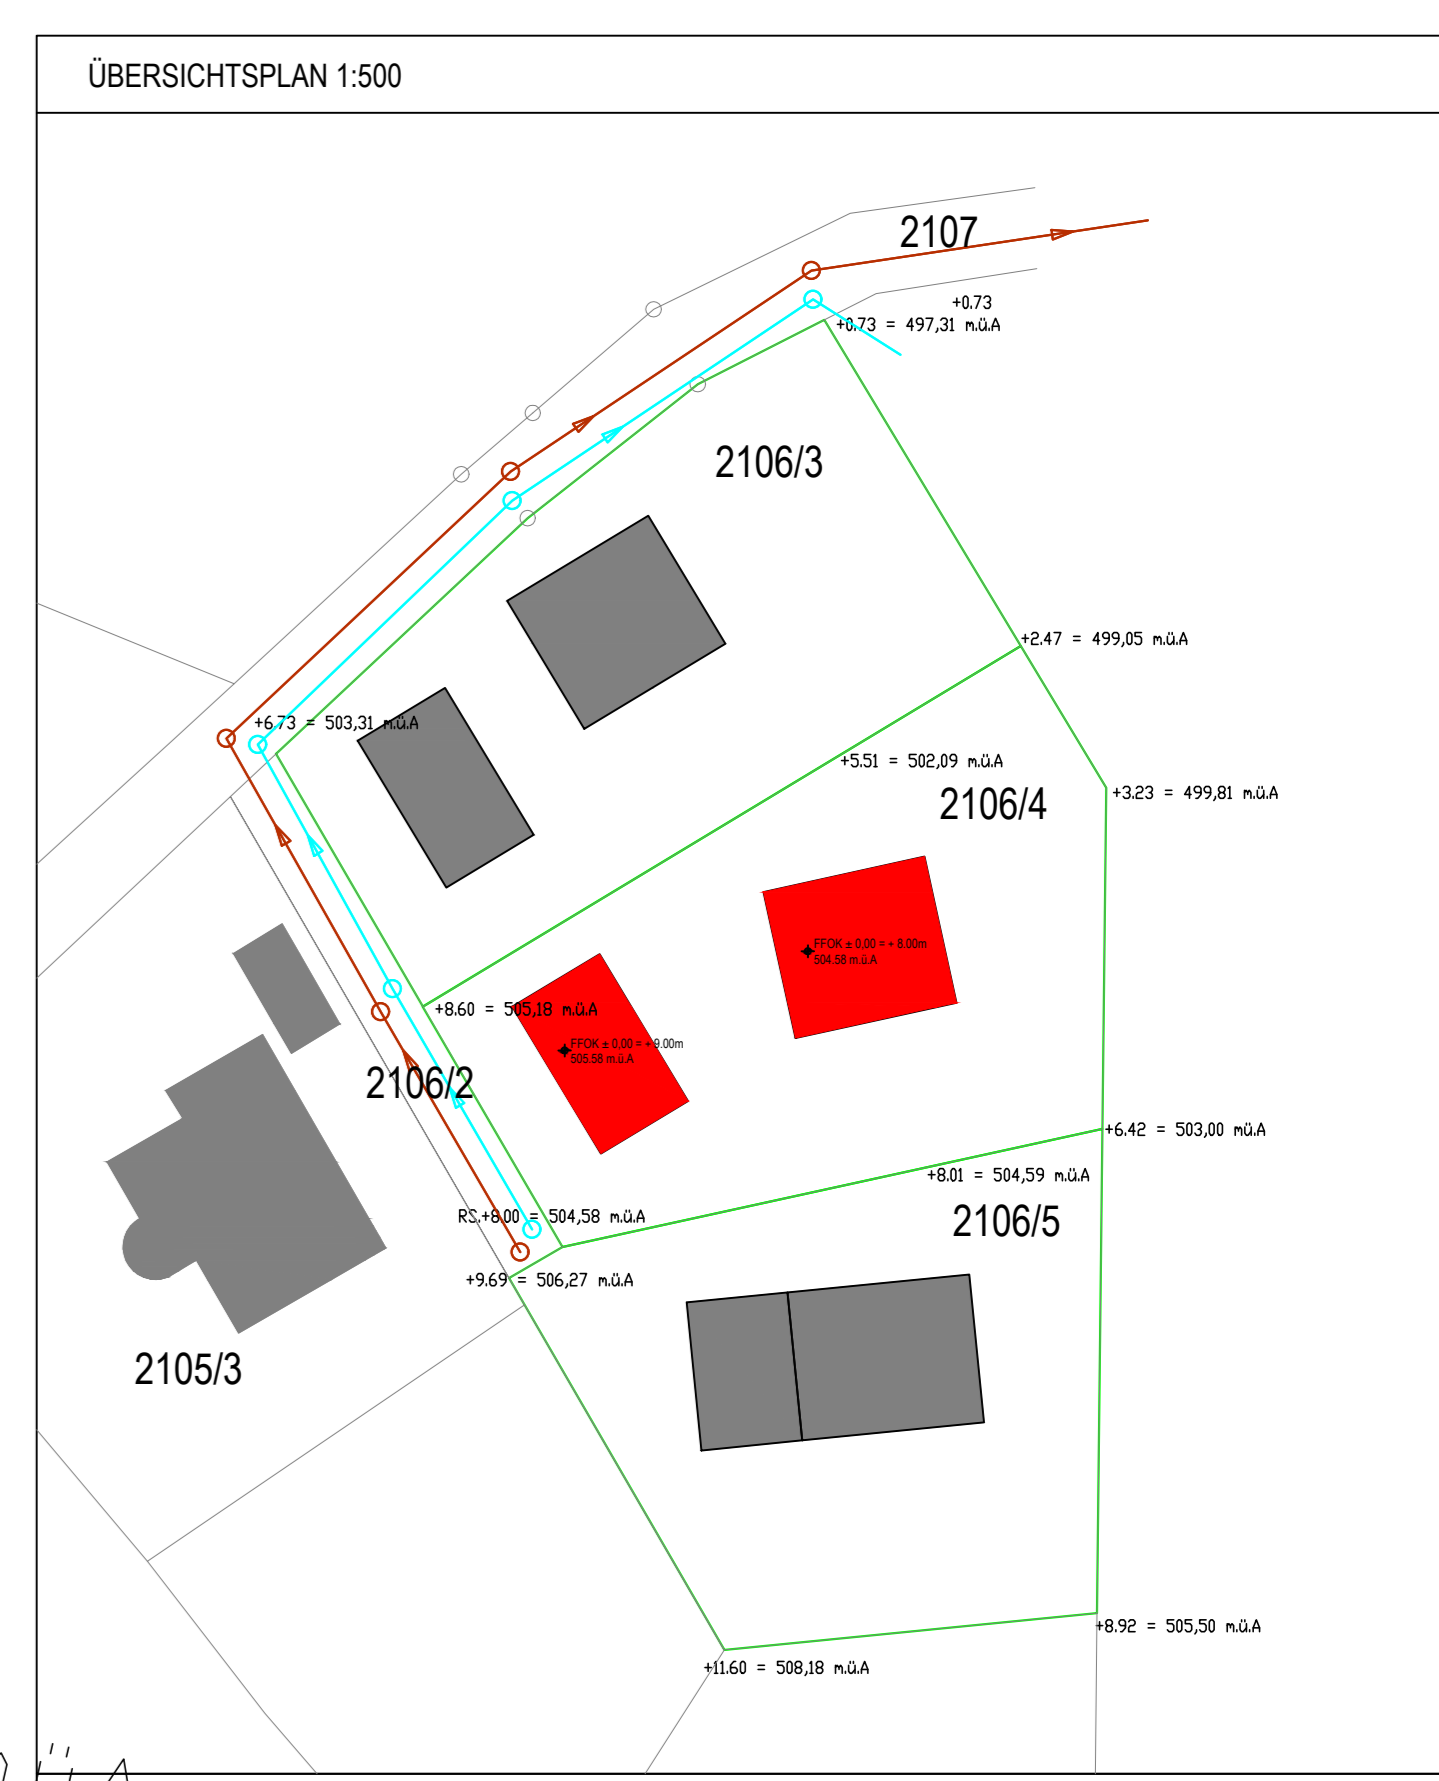 ÜBERSICHTSPLAN 1:500
2107
+0.73
+0.73 = 497,31 m.ü.A
2106/3
+2.47 = 499,05 m.ü.A
+6.73 = 503,31 m.ü.A
+5.51 = 502,09 m.ü.A
+3.23 = 499,81 m.ü.A
2106/4
FFOK ± 0,00 = + 8.00m
504.58 m.ü.A
+8.60 = 505,18 m.ü.A
FFOK ± 0,00 = + 9.00m
505.58 m.ü.A
2106/2
+6.42 = 503,00 mü.A
+8.01 = 504,59 m.ü.A
RS.+8.00 = 504,58 m.ü.A
2106/5
+9.69 = 506,27 m.ü.A
2105/3
+8.92 = 505,50 m.ü.A
+11.60 = 508,18 m.ü.A